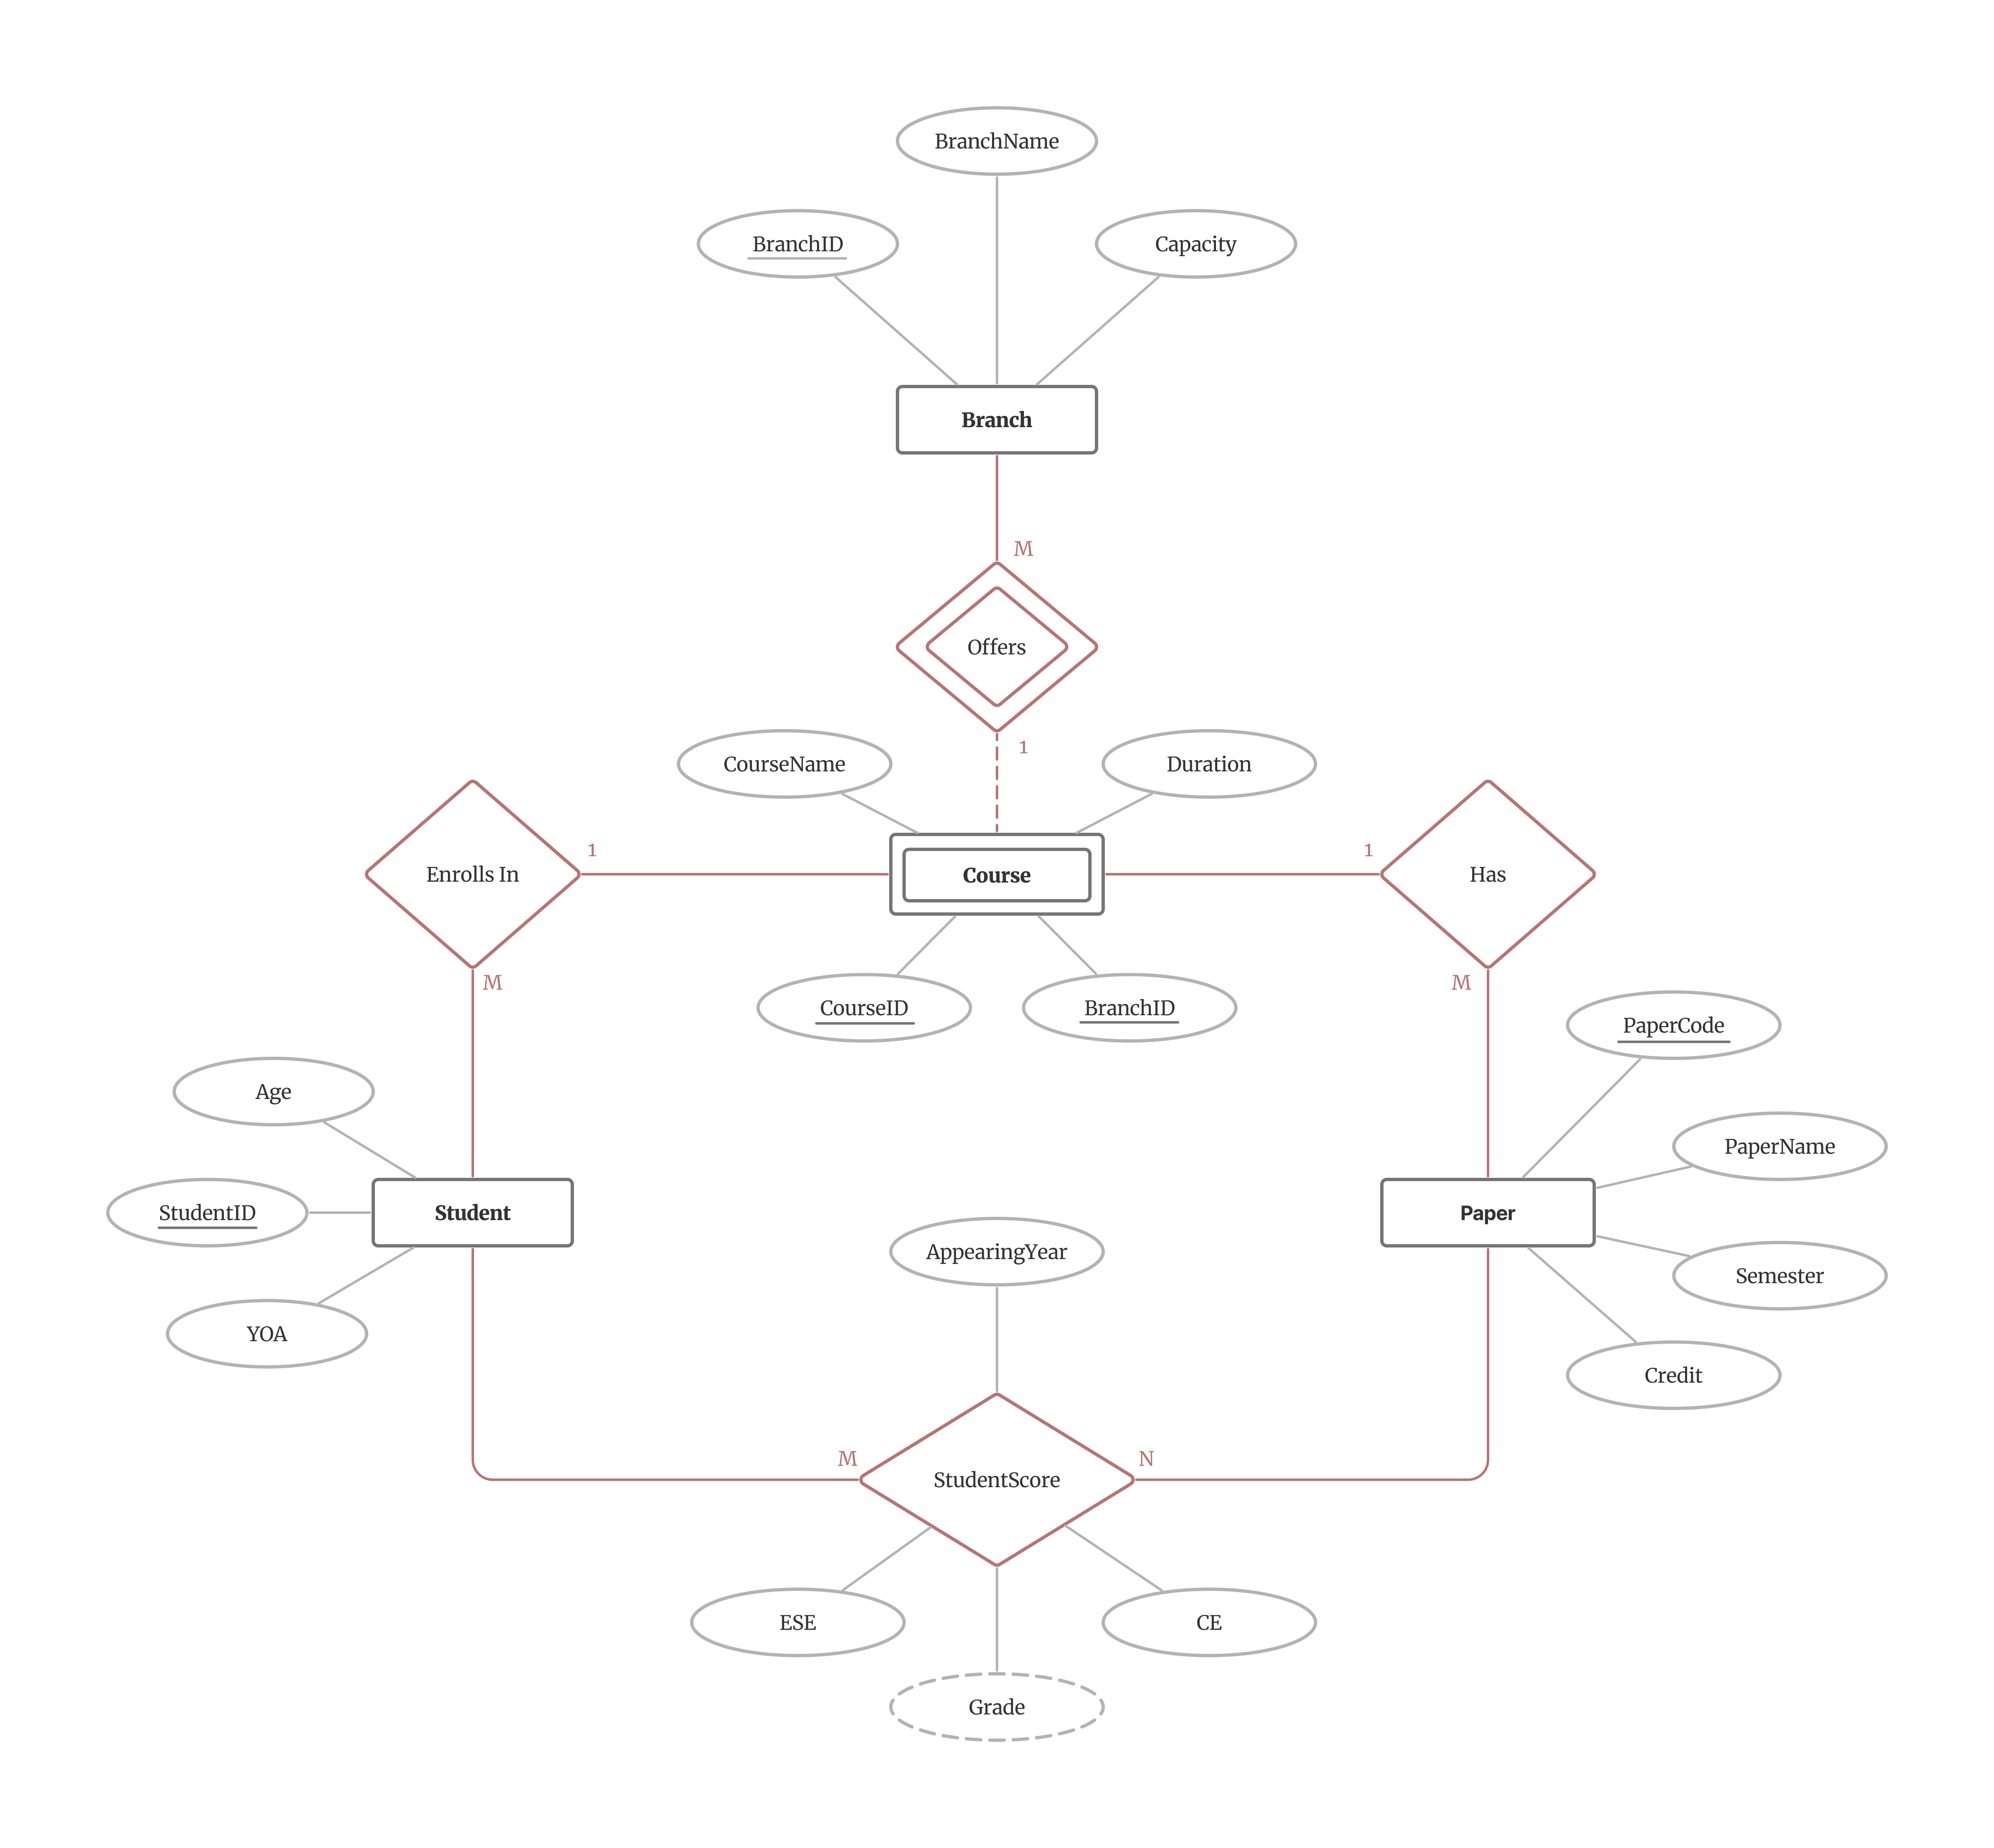 BranchName
BranchID
Capacity
Branch
M
Offers
1
CourseName
Duration
Enrolls In
1
Course
1
Has
M
M
CourseID
BranchID
PaperCode
Age
PaperName
StudentID
Student
Paper
AppearingYear
Semester
YOA
Credit
M
N
StudentScore
ESE
CE
Grade